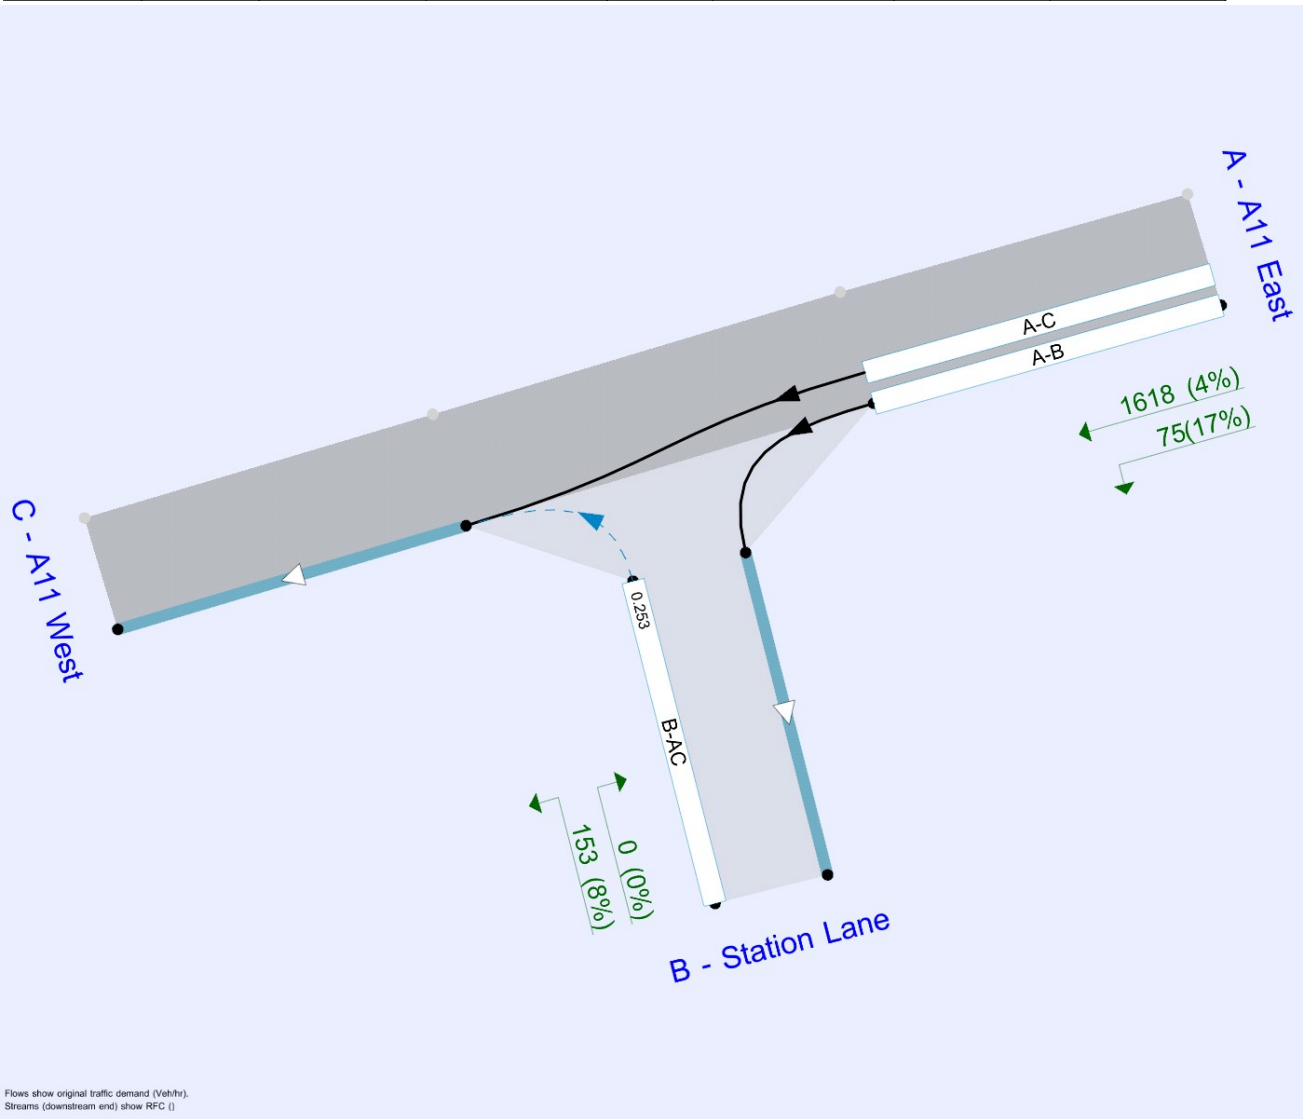 A - A11 East
A-C
A-B
1618 (4%)
75(17%)
C - A11 West
0.253
B-AC
0 (0%)
153 (8%)
B - Station Lane
Flows show original traffic demand (Veh/hr).
Streams (downstream end) show RFC ()